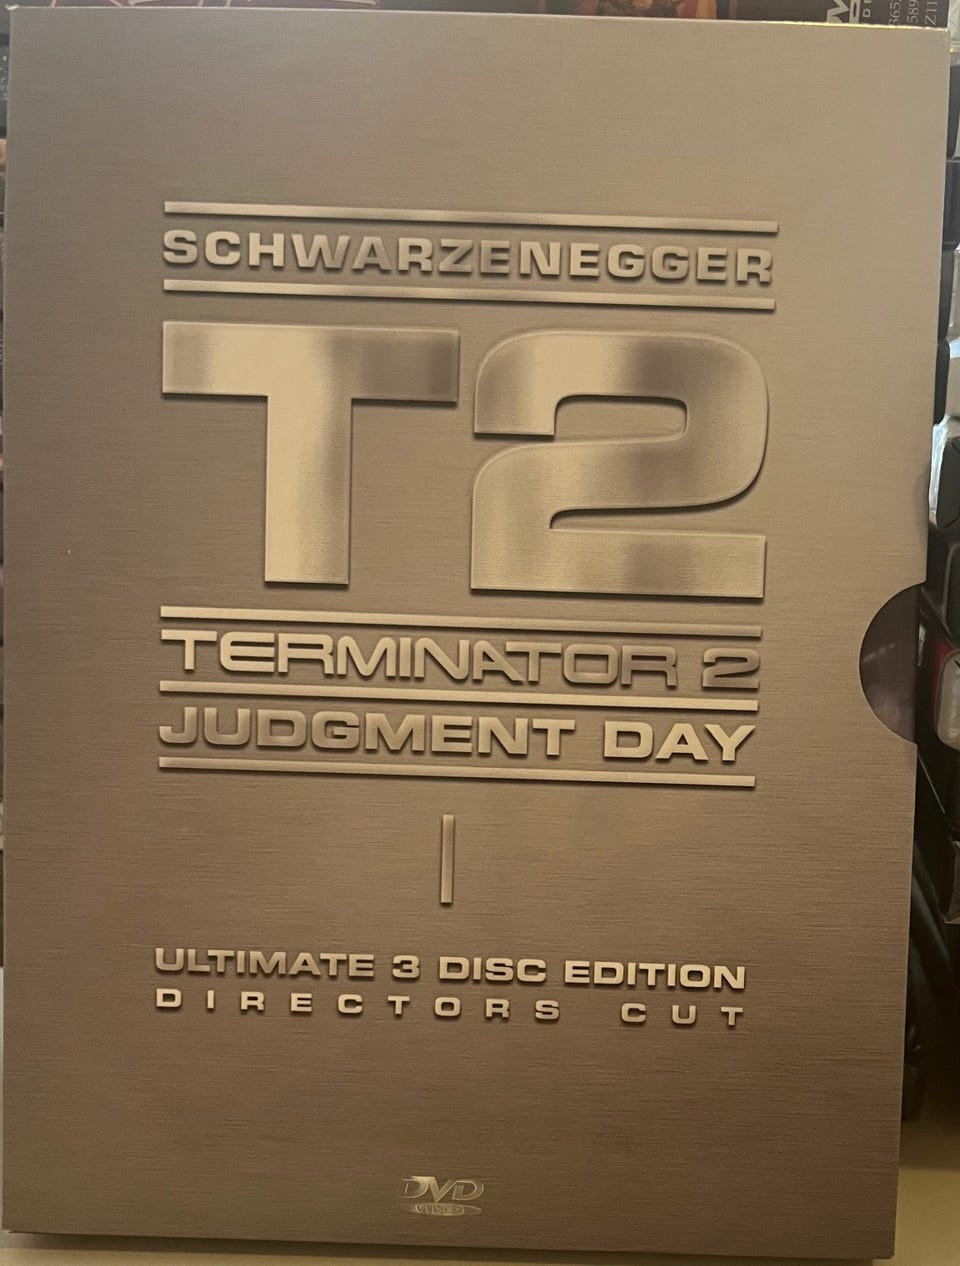 SCHWARZENEGGER
T2
TERMINATOR 2
JUDGMENT DAY
ULTIMATE 3 DISC EDITION
DIRECTORS CUT
DVD
VIDEO